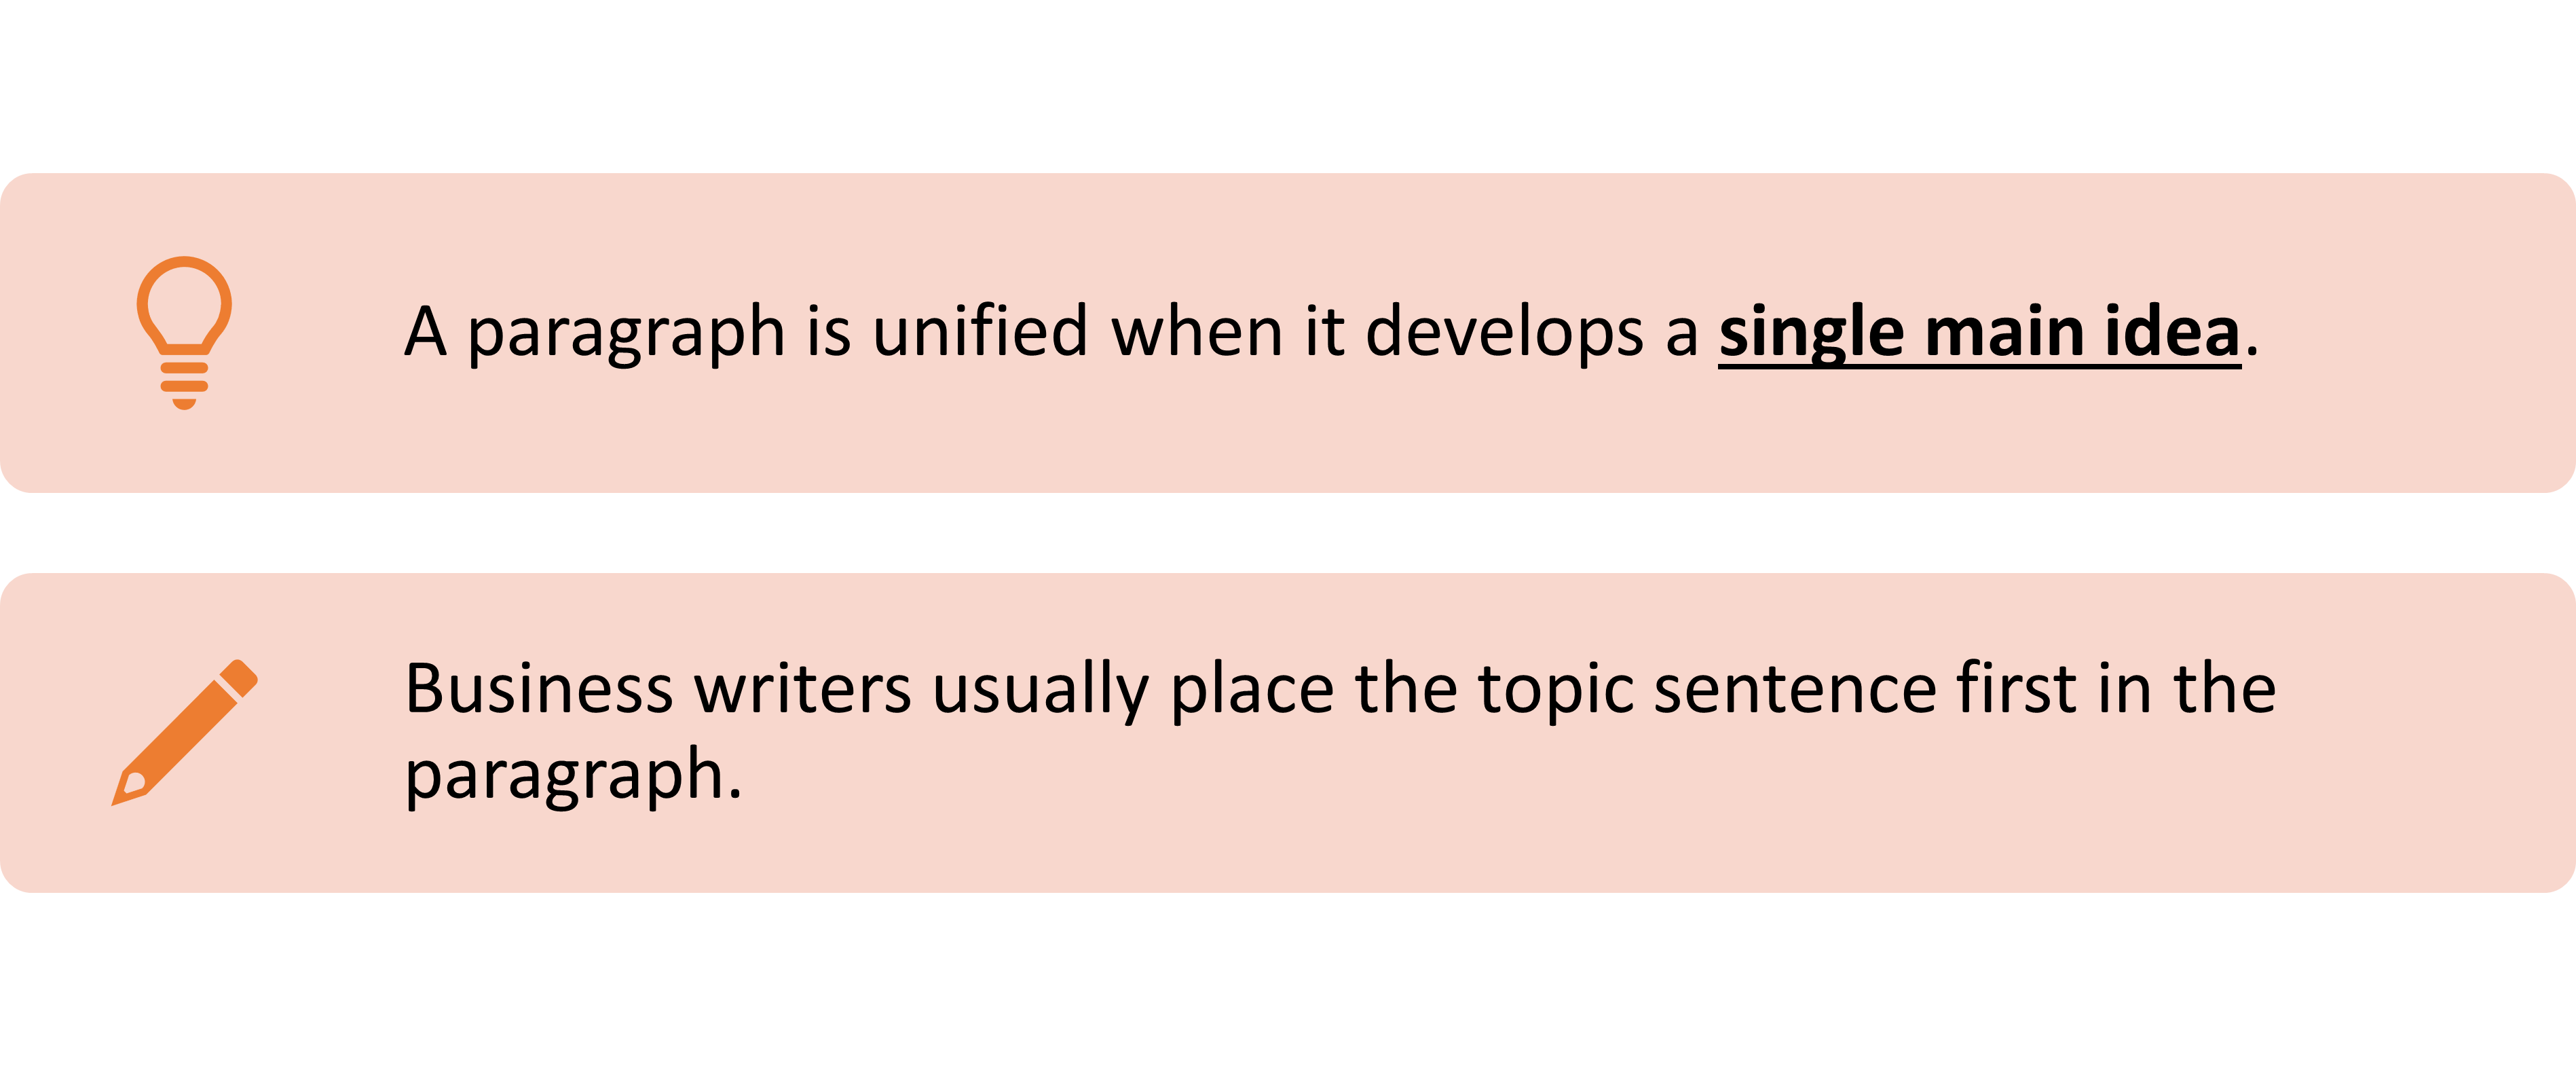 A paragraph is unified when it develops a single main idea.
Business writers usually place the topic sentence first in the
paragraph.